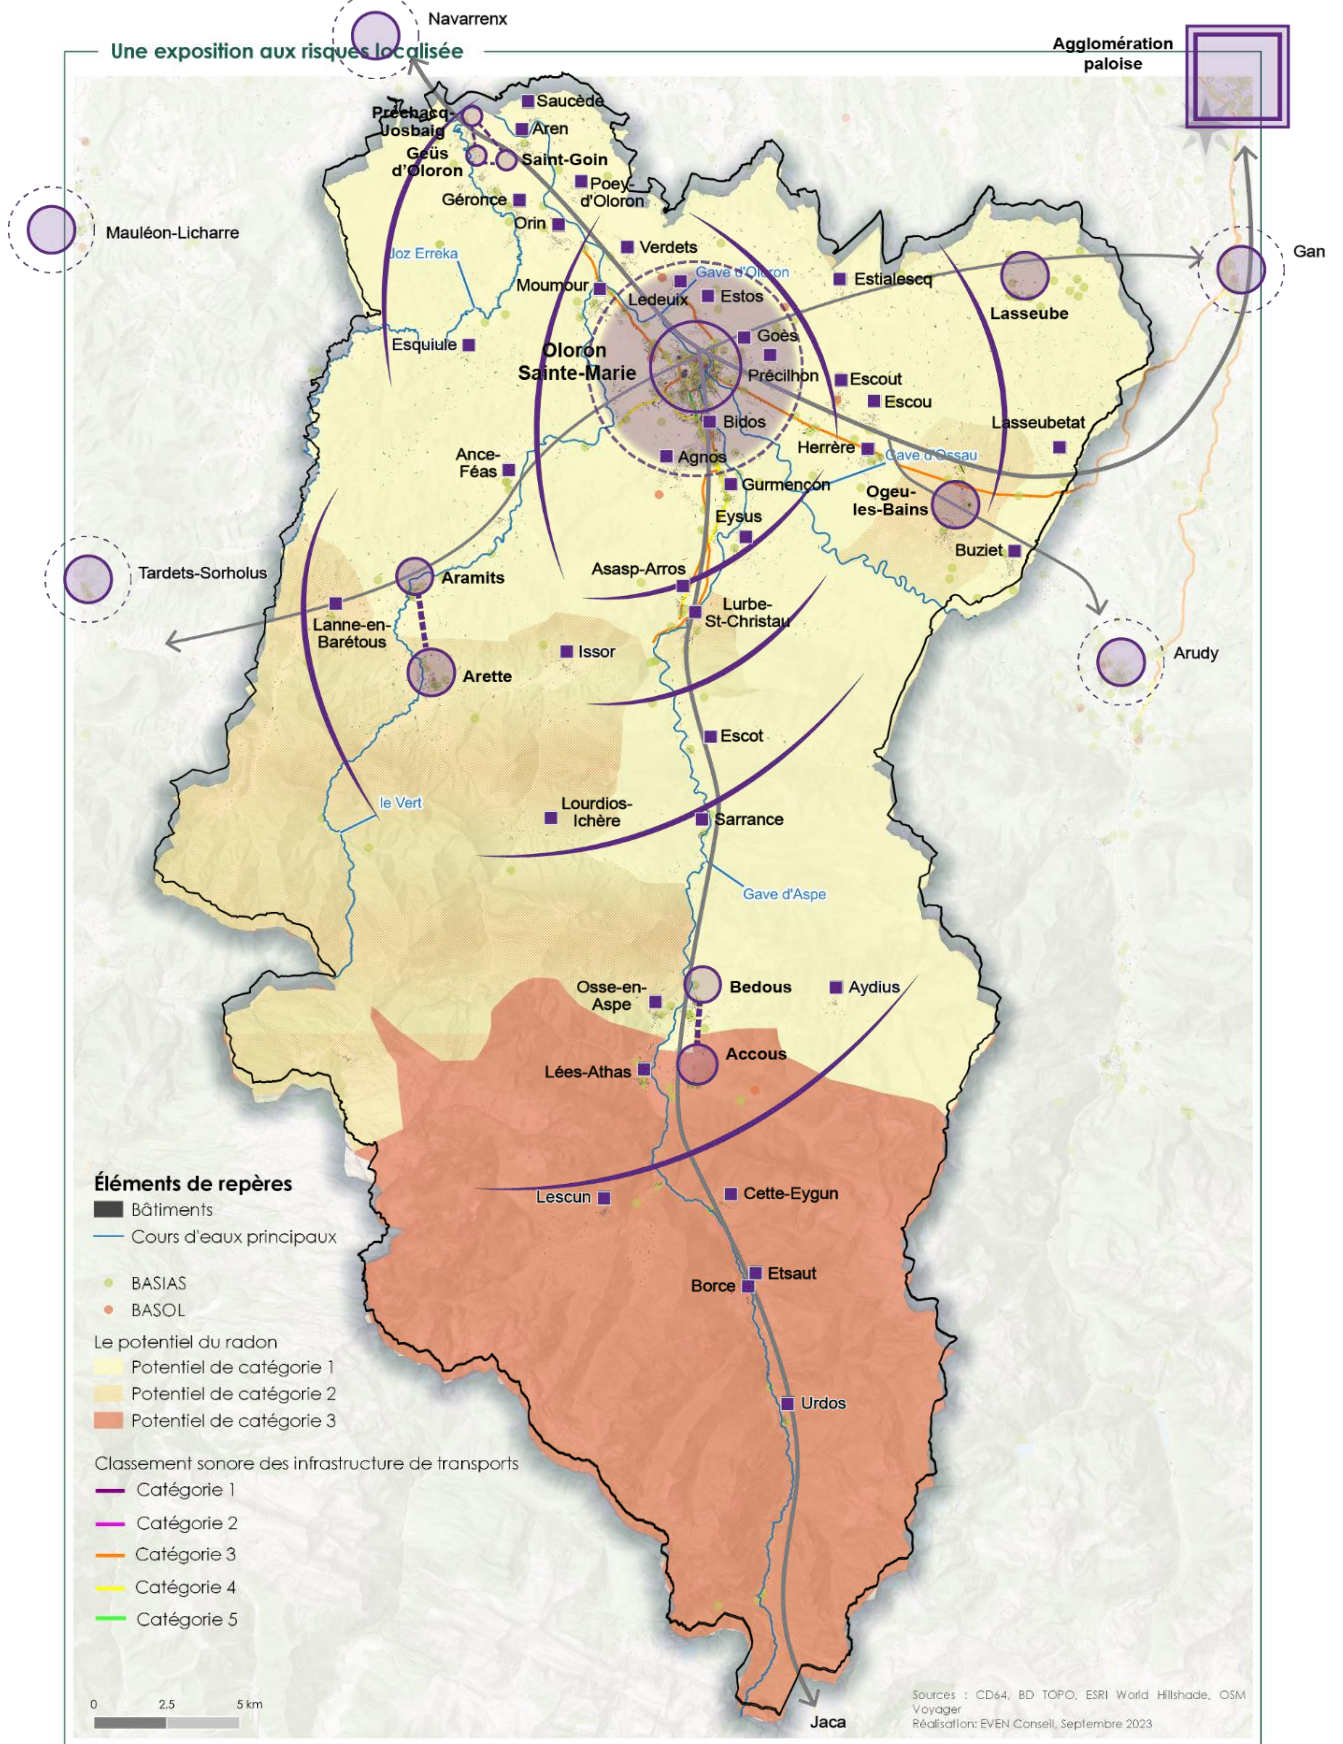 Navarrenx
Une exposition aux risques localisée
Agglomération
paloise
Saucède
Préchacq-
Josbaig
Aren
Geüs
d'Oloron
Saint-Goin
Poey-
d'Oloron
Géronce
Orin
Mauléon-Licharre
Verdets
Gan
Joz Erreka
Gave d'Oloron
Estialescq
Moumour
Ledeuix
Estos
Lasseube
Goès
Esquiule
Oloron
Sainte-Marie
Précilhon
Escout
Escou
Bidos
Lasseubetat
Herrère
Gave d'Ossau
Ance-
Féas
Agnos
Gurmençon
Ogeu-
les-Bains
Eysus
Buziet
Tardets-Sorholus
Aramits
Asasp-Arros
Lurbe-
St-Christau
Lanne-en-
Barétous
Issor
Arudy
Arette
Escot
le Vert
Lourdios-
Ichère
Sarrance
Gave d'Aspe
Osse-en-
Aspe
Bedous
Aydius
Accous
Lées-Athas
Éléments de repères
Bâtiments
Cours d'eaux principaux
Lescun
Cette-Eygun
Etsaut
Borce
BASIAS
BASOL
Le potentiel du radon
Potentiel de catégorie 1
Potentiel de catégorie 2
Potentiel de catégorie 3
Urdos
Classement sonore des infrastructure de transports
Catégorie 1
Catégorie 2
Catégorie 3
Catégorie 4
Catégorie 5
0 2,5 5 km
Jaca
Sources : CD64, BD TOPO, ESRI World Hillshade, OSM
Voyager
Réalisation: EVEN Conseil, Septembre 2023